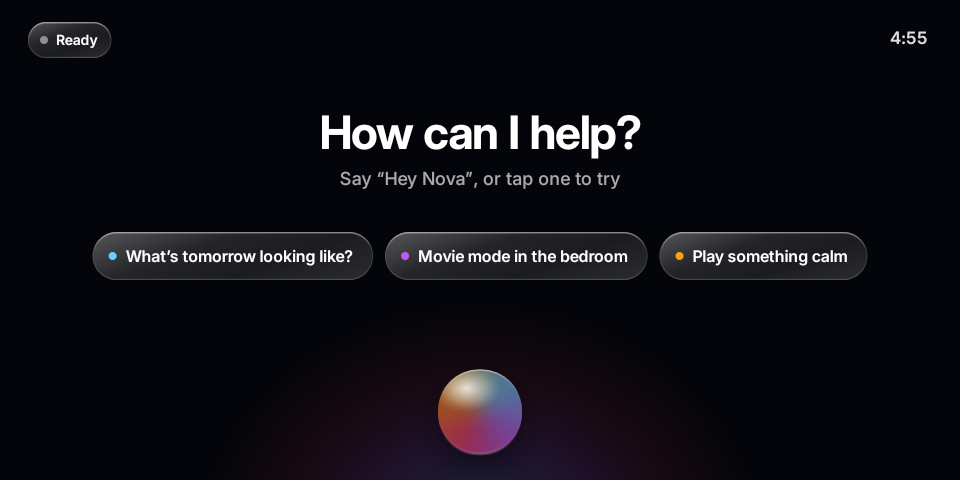 Ready
4:55
How can I help?
Say “Hey Nova”, or tap one to try
What’s tomorrow looking like?
Movie mode in the bedroom
Play something calm